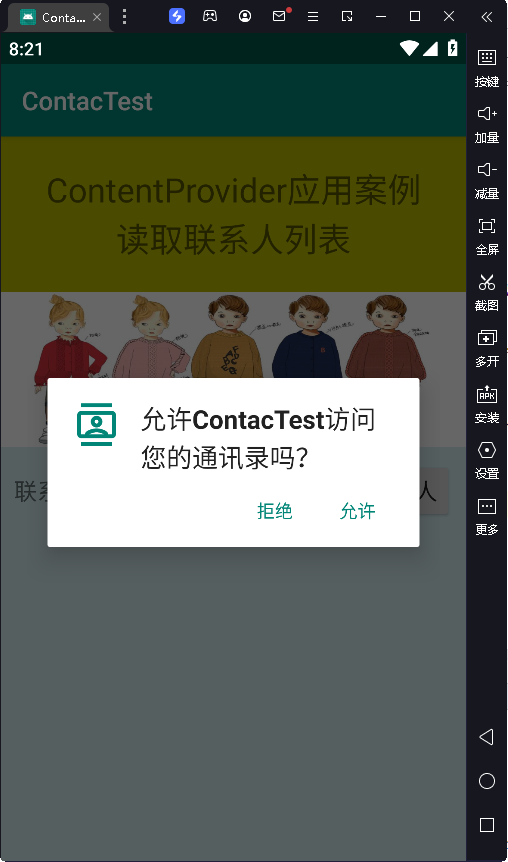 Conta...
8:21
ContacTest
ContentProvider应用案例
读取联系人列表
允许ContacTest访问
您的通讯录吗？
拒绝
允许
联系
人
按键
加量
减量
全屏
截图
多开
APK
安装
设置
更多